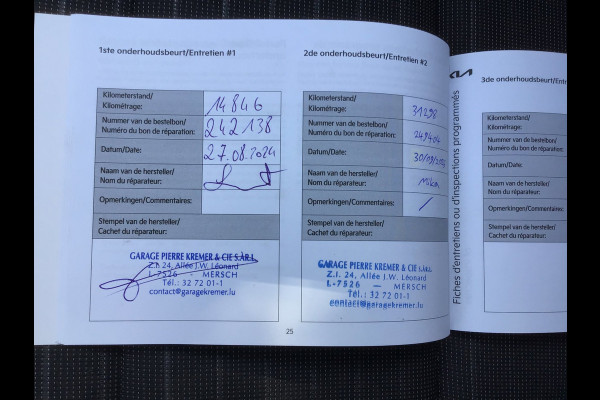 1ste onderhoudsbeurt/Entretien #1
Kilometerstand/
Kilométrage:
14846
Nummer van de bestelbon/
Numéro du bon de réparation:
242138
Datum/Date:
27.08.2024
Naam van de hersteller/
Nom du réparateur:
Opmerkingen/Commentaires:
Stempel van de hersteller/
Cachet du réparateur:
GARAGE PIERRE KREMER & CIE S.À R.L.
Z.I. 24, Allée J.W. Léonard
L-7526 — MERSCH
Tél.: 32 72 01-1
contact@garagekremer.lu
25
2de onderhoudsbeurt/Entretien #2
Kilometerstand/
Kilométrage:
31298
Nummer van de bestelbon/
Numéro du bon de réparation:
249404
Datum/Date:
Naam van de hersteller/
Nom du réparateur:
Opmerkingen/Commentaires:
/
Stempel van de hersteller/
Cachet du réparateur:
GARAGE PIERRE KREMER & CIE S.À R.L.
Z.I. 24, Allée J.W. Léonard
L-7526 — MERSCH
Tél.: 32 72 01-1
contact@garagekremer.lu
KIA
Fiches d'entretiens ou d'inspections programmés
3de onderhoudsbeurt/Entr
Kilometerstand/
Kilométrage:
Nummer van de bestelbon/
Numéro du bon de réparation:
Datum/Date:
Naam van de hersteller/
Nom du réparateur:
Opmerkingen/Commentaires:
Stempel van de hersteller/
Cachet du réparateur: